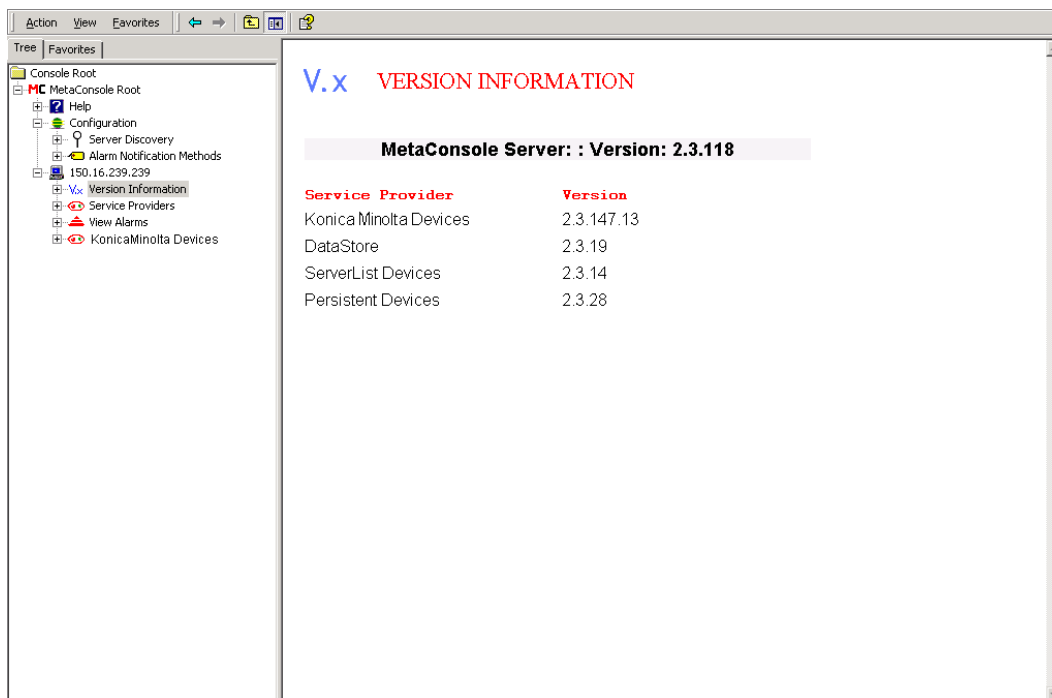 Action View Favorites
Tree Favorites
Console Root
MC MetaConsole Root
? Help
Configuration
Server Discovery
Alarm Notification Methods
150.16.239.239
V.x Version Information
Service Providers
View Alarms
KonicaMinolta Devices
V.x VERSION INFORMATION
MetaConsole Server: : Version: 2.3.118
Service Provider Version
Konica Minolta Devices 2.3.147.13
DataStore 2.3.19
ServerList Devices 2.3.14
Persistent Devices 2.3.28